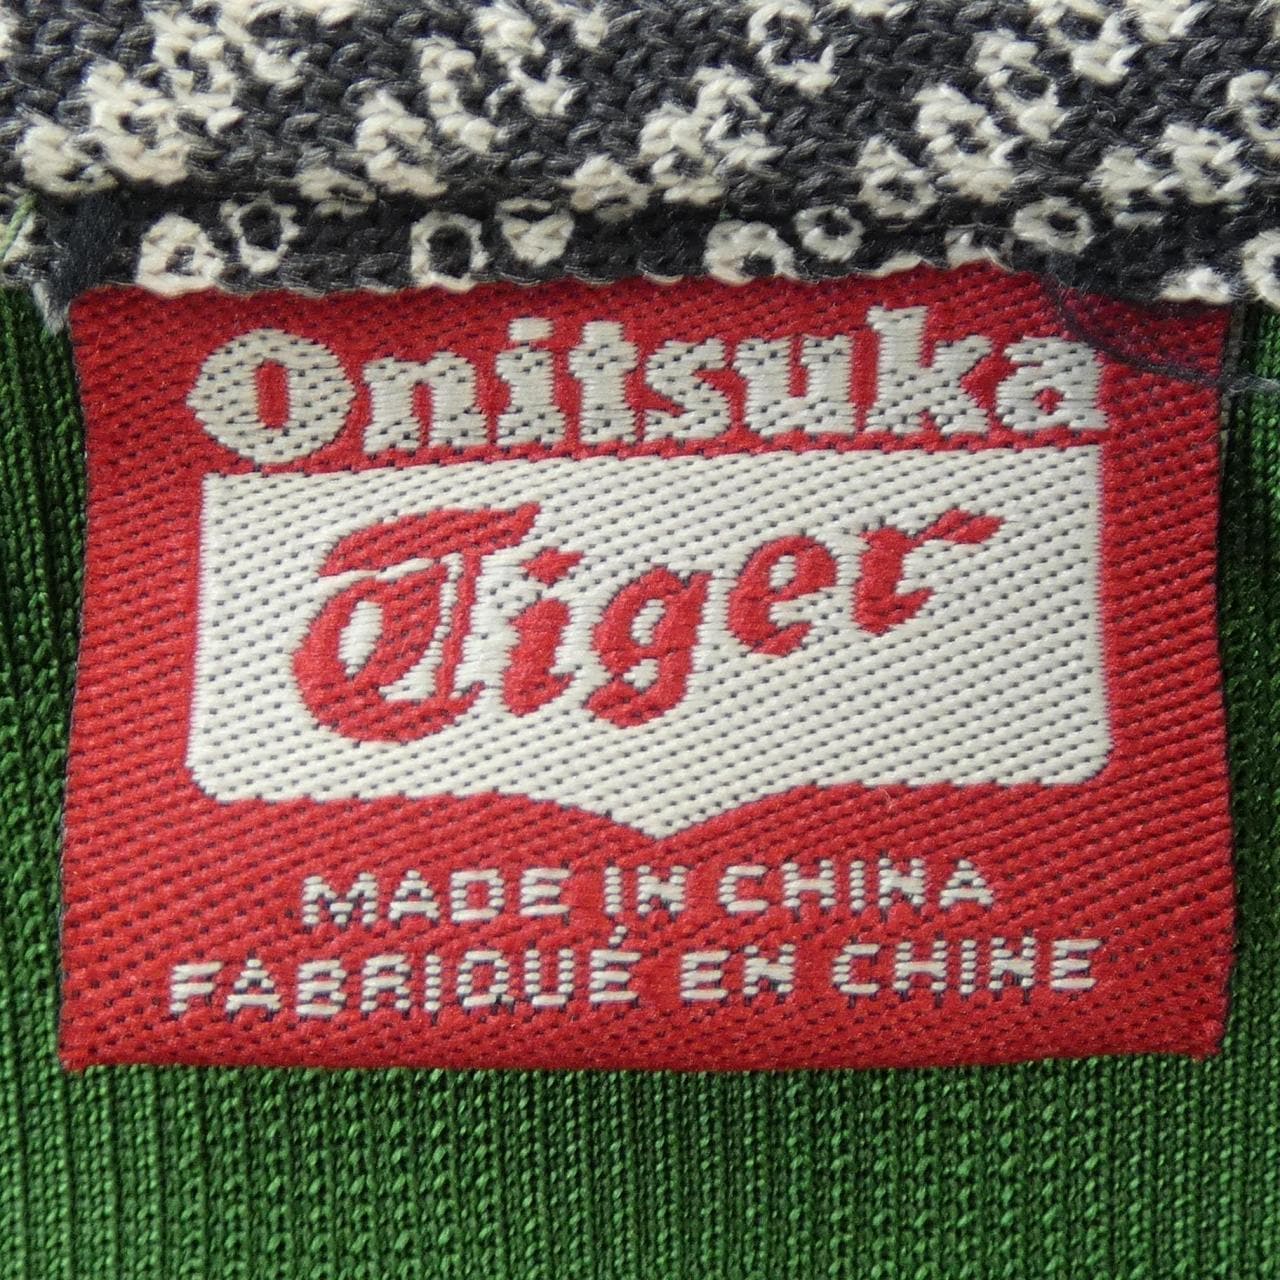 Onitsuka
Tiger
MADE IN CHINA
FABRIQUÉ EN CHINE